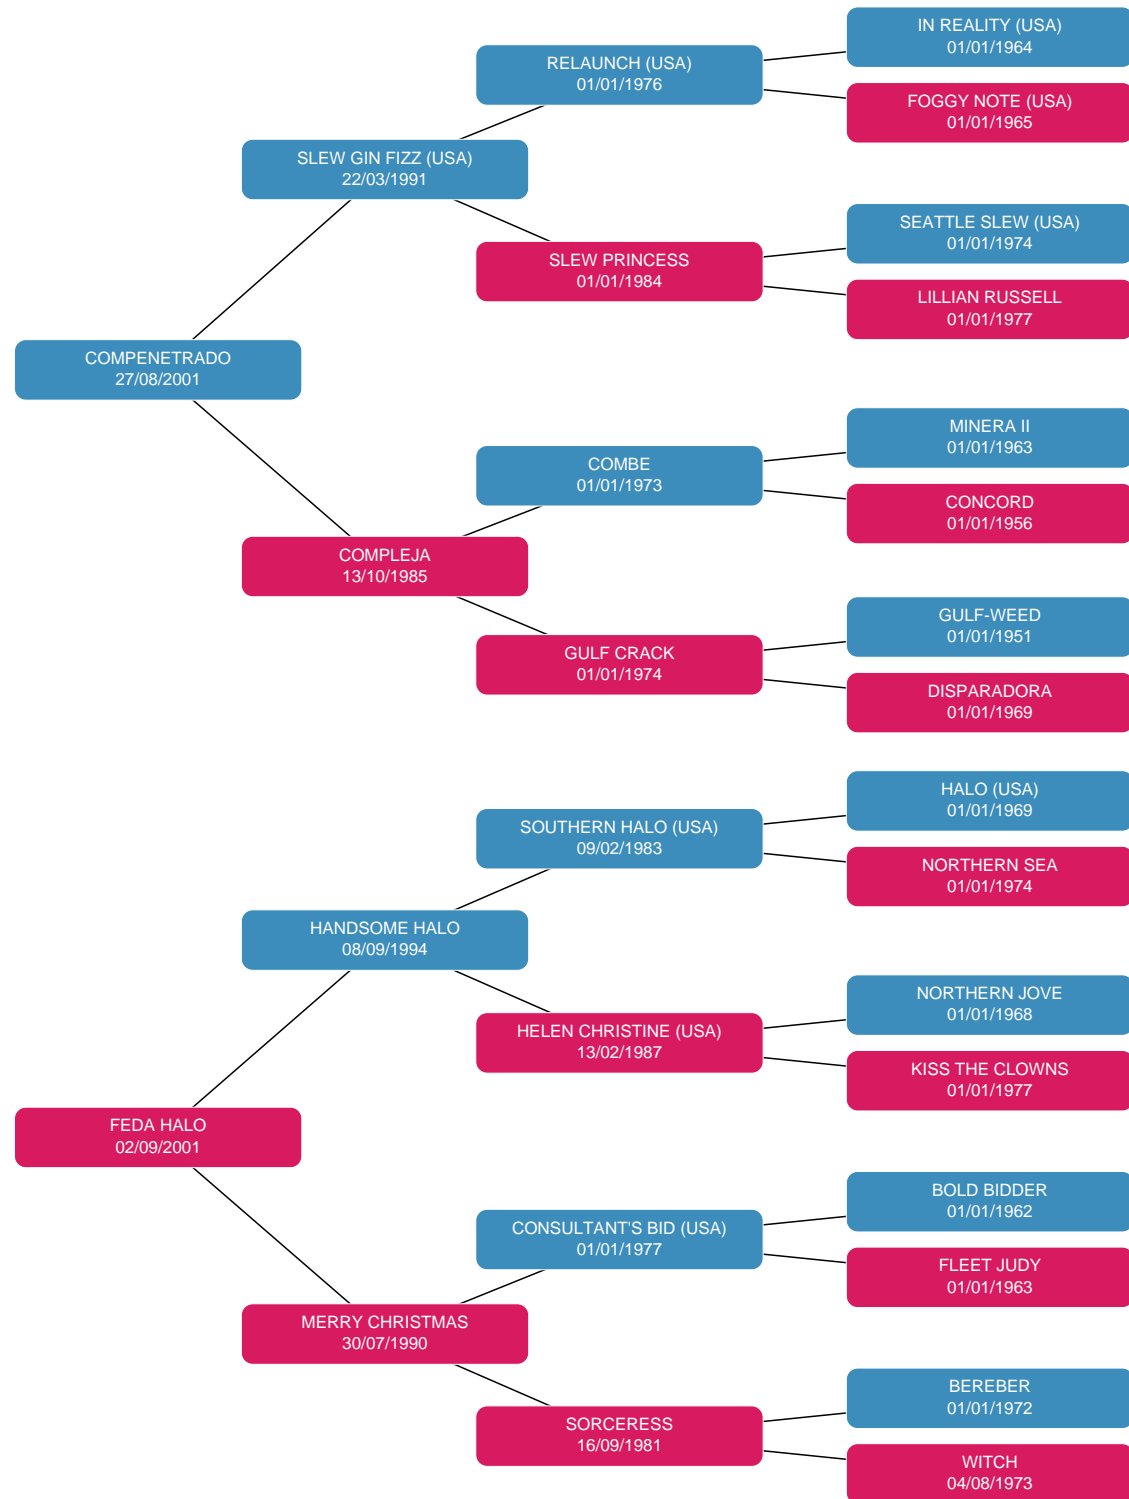 IN REALITY (USA)
01/01/1964
RELAUNCH (USA)
01/01/1976
FOGGY NOTE (USA)
01/01/1965
SLEW GIN FIZZ (USA)
22/03/1991
SEATTLE SLEW (USA)
01/01/1974
SLEW PRINCESS
01/01/1984
LILLIAN RUSSELL
01/01/1977
COMPENETRADO
27/08/2001
MINERA II
01/01/1963
COMBE
01/01/1973
CONCORD
01/01/1956
COMPLEJA
13/10/1985
GULF-WEED
01/01/1951
GULF CRACK
01/01/1974
DISPARADORA
01/01/1969
HALO (USA)
01/01/1969
SOUTHERN HALO (USA)
09/02/1983
NORTHERN SEA
01/01/1974
HANDSOME HALO
08/09/1994
NORTHERN JOVE
01/01/1968
HELEN CHRISTINE (USA)
13/02/1987
KISS THE CLOWNS
01/01/1977
FEDA HALO
02/09/2001
BOLD BIDDER
01/01/1962
CONSULTANT'S BID (USA)
01/01/1977
FLEET JUDY
01/01/1963
MERRY CHRISTMAS
30/07/1990
BEREBER
01/01/1972
SORCERESS
16/09/1981
WITCH
04/08/1973